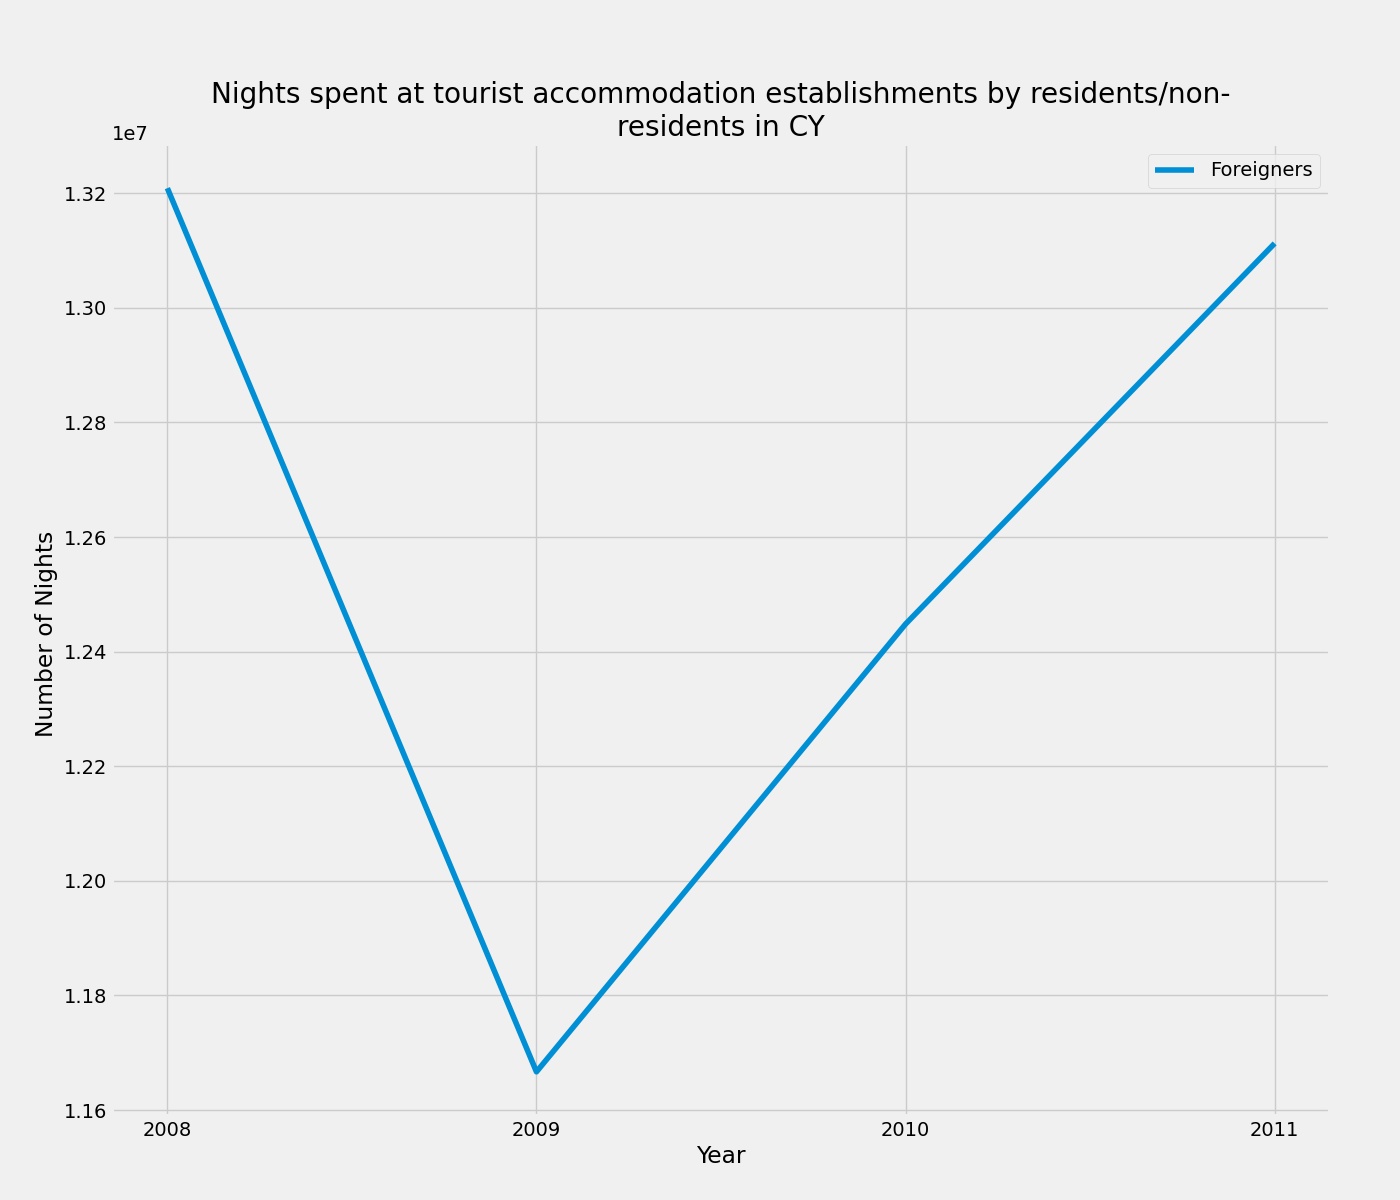 Nights spent at tourist accommodation establishments by residents/non-
residents in CY
1e7
Foreigners
1.32
1.30
1.28
1.26
1.24
1.22
1.20
1.18
1.16
Number of Nights
2008 2009 2010 2011
Year